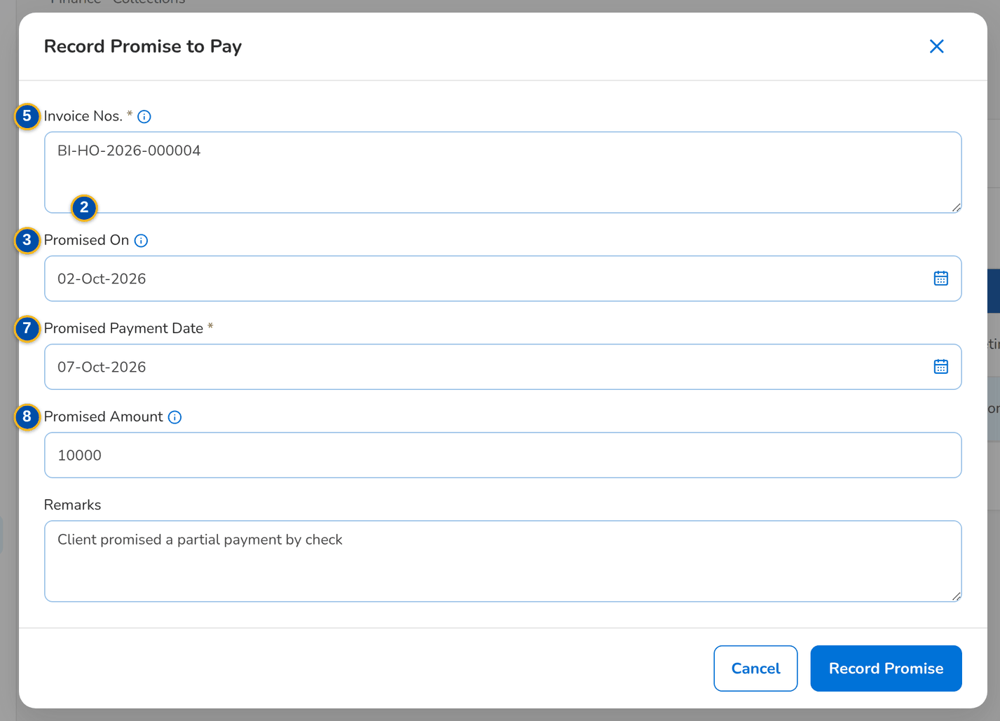 Finance Collections
Record Promise to Pay
5 Invoice Nos. *
BI-HO-2026-000004
2
3 Promised On
02-Oct-2026
7 Promised Payment Date *
07-Oct-2026
8 Promised Amount
10000
Remarks
Client promised a partial payment by check
Cancel Record Promise